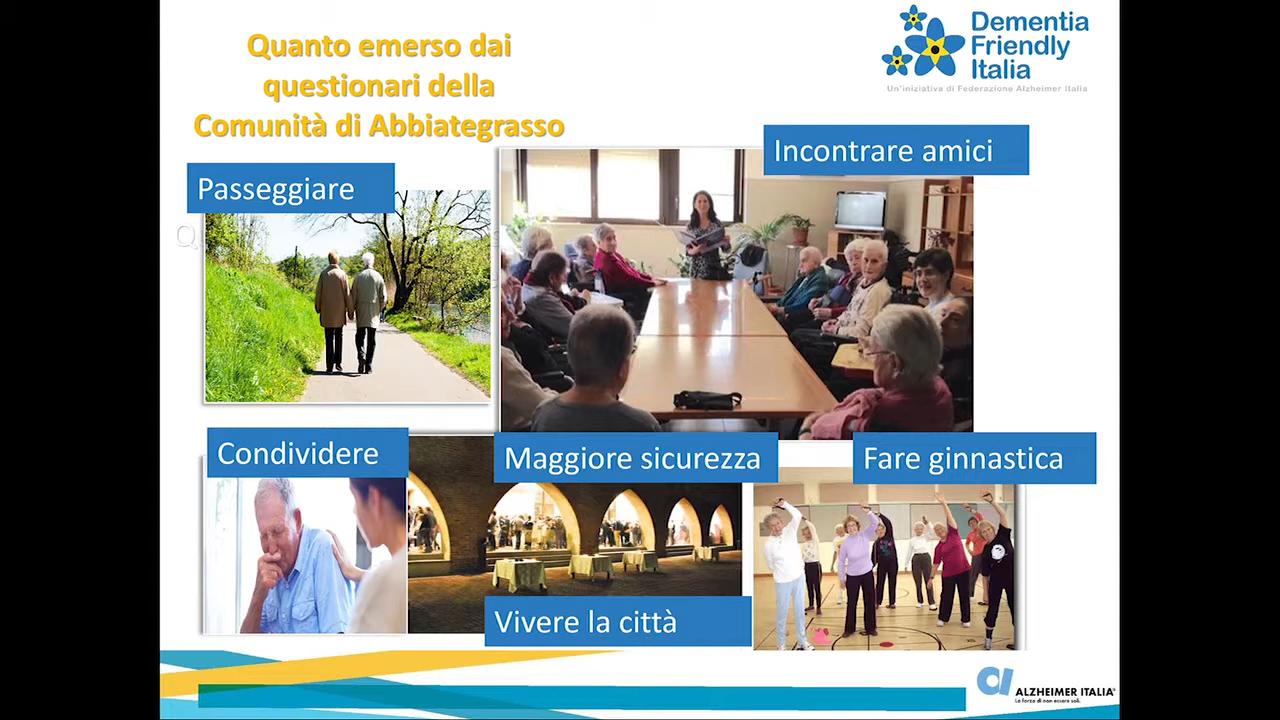 Quanto emerso dai
questionari della
Comunità di Abbiategrasso
Dementia
Friendly
Italia
Un'iniziativa di Federazione Alzheimer Italia
Incontrare amici
Passeggiare
Condividere
Maggiore sicurezza
Fare ginnastica
Vivere la città
ALZHEIMER ITALIA®
La forza di non essere soli.